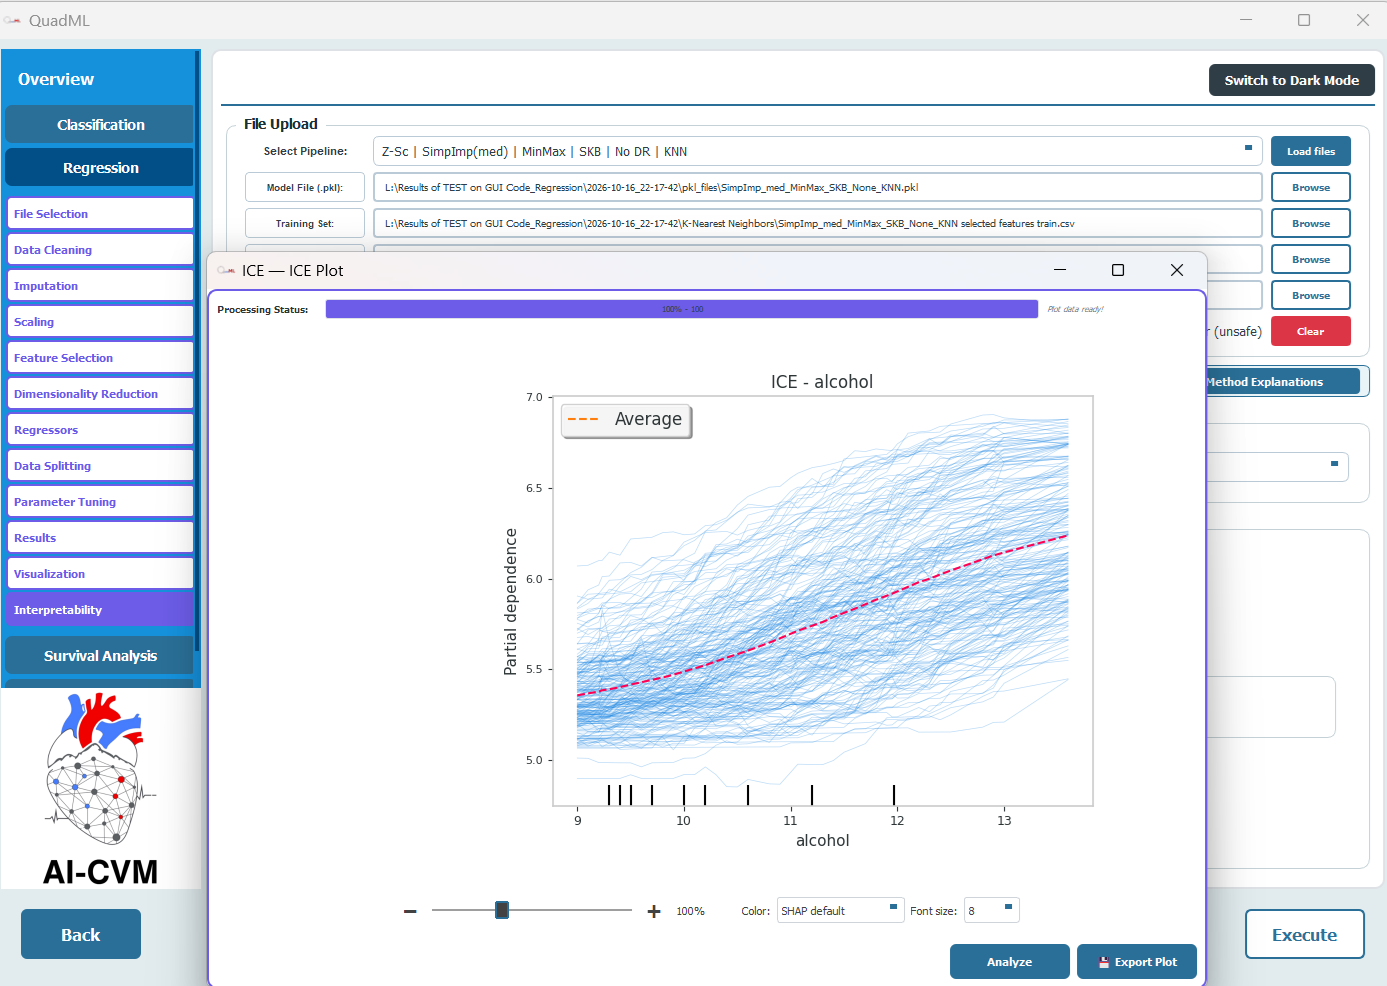 QuadML
Overview
Classification
Regression
File Selection
Data Cleaning
Imputation
Scaling
Feature Selection
Dimensionality Reduction
Regressors
Data Splitting
Parameter Tuning
Results
Visualization
Interpretability
Survival Analysis
AI-CVM
Back
Switch to Dark Mode
File Upload
Select Pipeline:
Z-Sc | SimpImp(med) | MinMax | SKB | No DR | KNN
Load files
Model File (.pkl):
L:\Results of TEST on GUI Code_Regression\2026-10-16_22-17-42\pkl_files\SimpImp_med_MinMax_SKB_None_KNN.pkl
Browse
Training Set:
L:\Results of TEST on GUI Code_Regression\2026-10-16_22-17-42\K-Nearest Neighbors\SimpImp_med_MinMax_SKB_None_KNN selected features train.csv
Browse
Browse
Browse
r (unsafe)
Clear
Method Explanations
ICE — ICE Plot
Processing Status:
100% – 100
Plot data ready!
ICE - alcohol
Average
7.0
6.5
6.0
5.5
5.0
Partial dependence
9 10 11 12 13
alcohol
100%
Color:
SHAP default
Font size:
8
Analyze
Export Plot
Execute